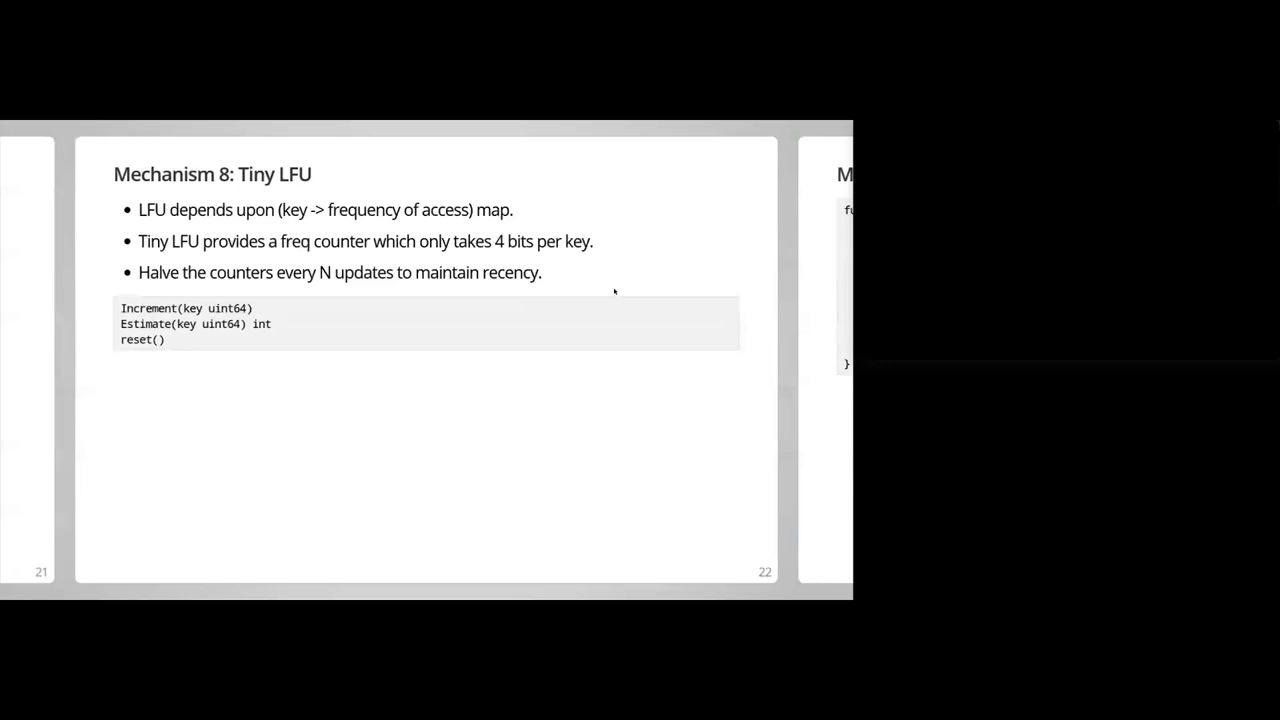 Mechanism 8: Tiny LFU
• LFU depends upon (key -> frequency of access) map.
• Tiny LFU provides a freq counter which only takes 4 bits per key.
• Halve the counters every N updates to maintain recency.
Increment(key uint64)
Estimate(key uint64) int
reset()
21
22
M
fu
}